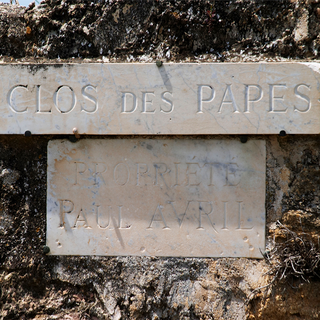 CLOS DES PAPES
PROPRIÉTÉ
PAUL AVRIL